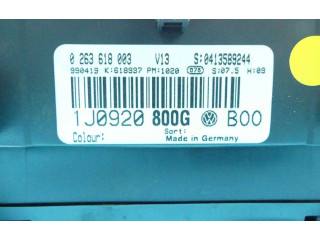 0 263 618 003 V13 S:0413589244
990419 K:618937 PM:1020 S:07.5 H:09
1J0920 800G B00
Sort:
Colour: Made in Germany